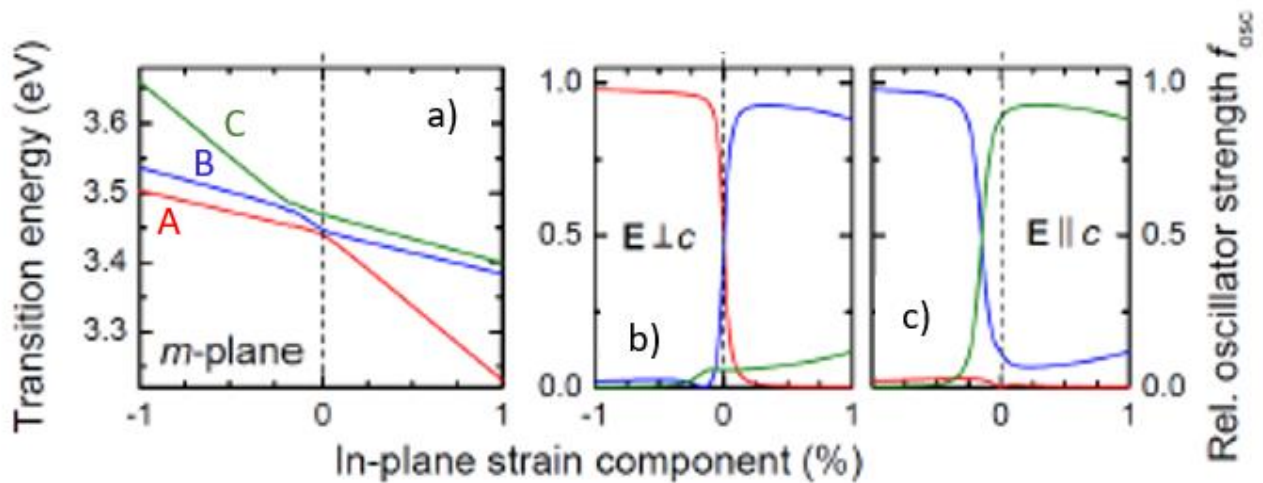 Transition energy (eV)
3.6
3.5
3.4
3.3
C
B
A
a)
m-plane
-1
0
1
1.0
0.5
0.0
E ⊥ c
b)
-1
0
1
E || c
c)
0
1
1.0
0.5
0.0
Rel. oscillator strength f osc
In-plane strain component (%)